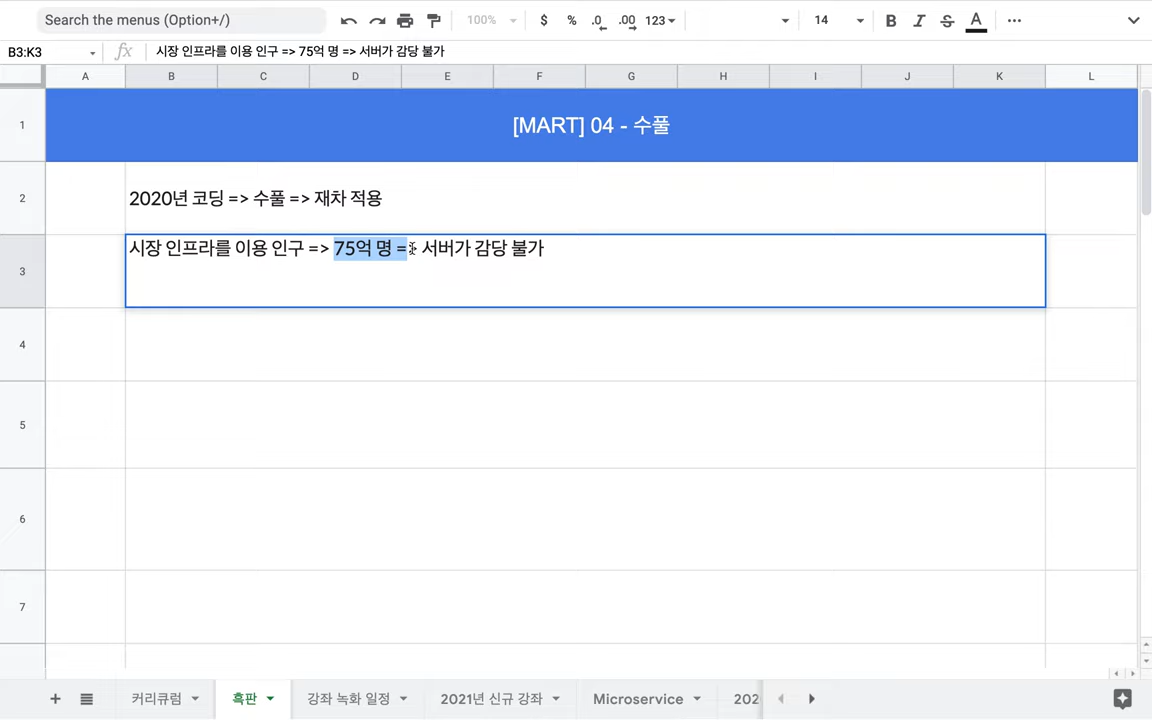 Search the menus (Option+/) 100% $ % .0 .00 123 14 B I S A
B3:K3 fx 시장 인프라를 이용 인구 => 75억 명 => 서버가 감당 불가
A B C D E F G H I J K L
1 [MART] 04 - 수풀
2 2020년 코딩 => 수풀 => 재차 적용
3 시장 인프라를 이용 인구 => 75억 명 => 서버가 감당 불가
4
5
6
7
+ 커리큐럼 흑판 강좌 녹화 일정 2021년 신규 강좌 Microservice 202